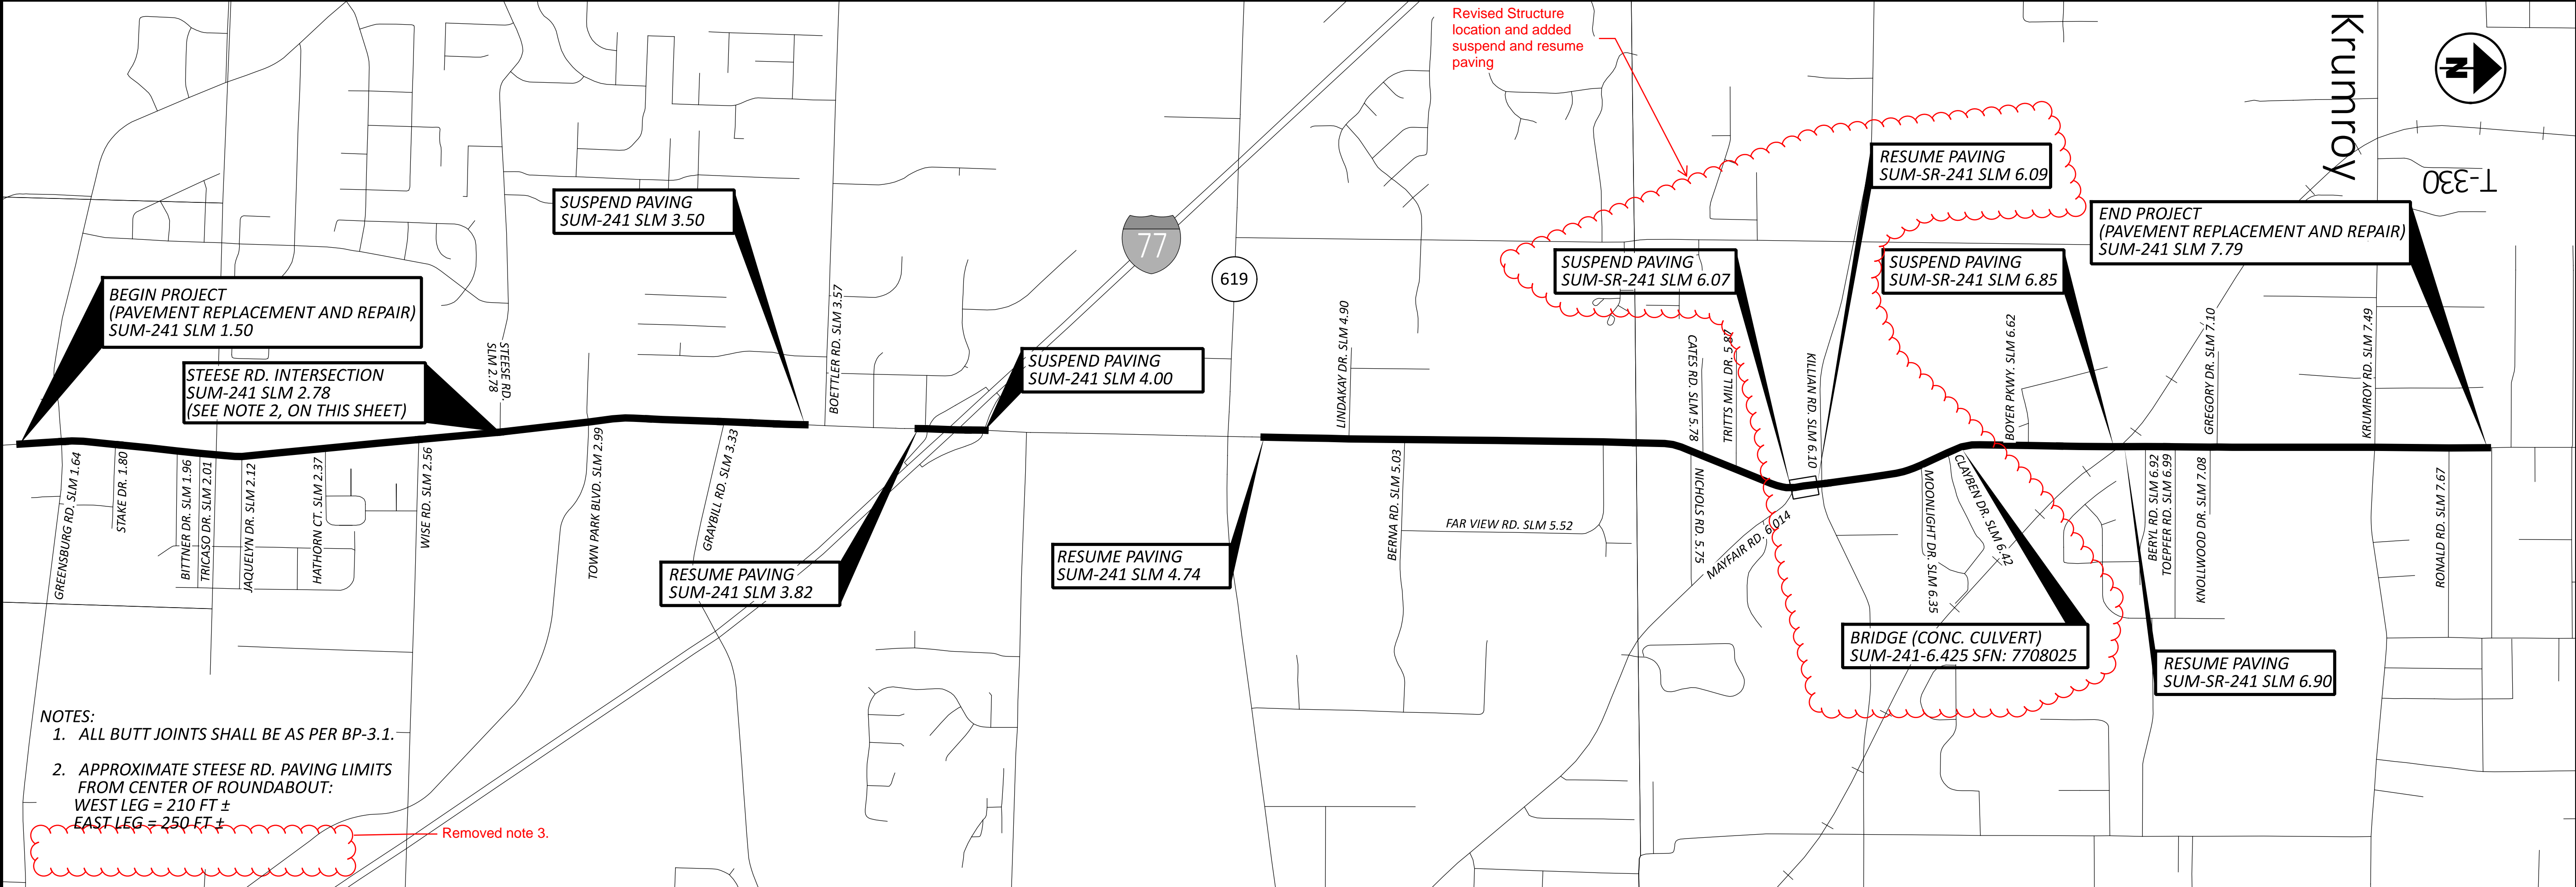 Revised Structure
location and added
suspend and resume
paving
Krumroy
N
T-330
RESUME PAVING
SUM-SR-241 SLM 6.09
SUSPEND PAVING
SUM-241 SLM 3.50
END PROJECT
(PAVEMENT REPLACEMENT AND REPAIR)
SUM-241 SLM 7.79
77
619
SUSPEND PAVING
SUM-SR-241 SLM 6.07
SUSPEND PAVING
SUM-SR-241 SLM 6.85
BEGIN PROJECT
(PAVEMENT REPLACEMENT AND REPAIR)
SUM-241 SLM 1.50
STEESE RD. INTERSECTION
SUM-241 SLM 2.78
(SEE NOTE 2, ON THIS SHEET)
STEESE RD.
SLM 2.78
BOETTLER RD. SLM 3.57
SUSPEND PAVING
SUM-241 SLM 4.00
LINDAKAY DR. SLM 4.90
CATES RD. SLM 5.78
TRITTS MILL DR. 5.87
KILLIAN RD. SLM 6.10
BOYER PKWY. SLM 6.62
GREGORY DR. SLM 7.10
KRUMROY RD. SLM 7.49
GREENSBURG RD. SLM 1.64
STAKE DR. 1.80
BITTNER DR. SLM 1.96
TRICASO DR. SLM 2.01
JAQUELYN DR. SLM 2.12
HATHORN CT. SLM 2.37
WISE RD. SLM 2.56
TOWN PARK BLVD. SLM 2.99
GRAYBILL RD. SLM 3.33
RESUME PAVING
SUM-241 SLM 3.82
RESUME PAVING
SUM-241 SLM 4.74
BERNA RD. SLM 5.03
FAR VIEW RD. SLM 5.52
NICHOLS RD. 5.75
MAYFAIR RD. 6.014
MOONLIGHT DR. SLM 6.35
CLAYBEN DR. SLM 6.42
BERYL RD. SLM 6.92
TOEPFER RD. SLM 6.99
KNOLLWOOD DR. SLM 7.08
RONALD RD. SLM 7.67
BRIDGE (CONC. CULVERT)
SUM-241-6.425 SFN: 7708025
RESUME PAVING
SUM-SR-241 SLM 6.90
NOTES:
1. ALL BUTT JOINTS SHALL BE AS PER BP-3.1.
2. APPROXIMATE STEESE RD. PAVING LIMITS
FROM CENTER OF ROUNDABOUT:
WEST LEG = 210 FT ±
EAST LEG = 250 FT ±
Removed note 3.